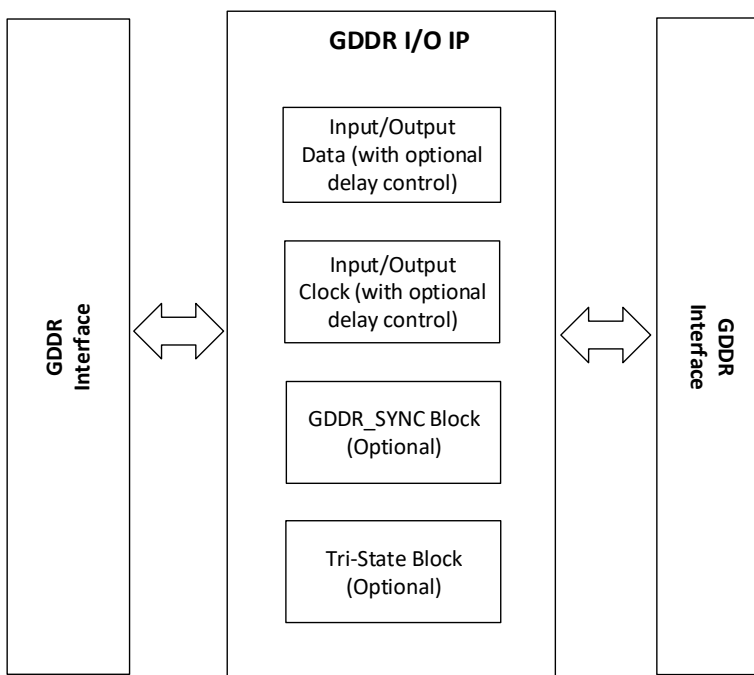 GDDR I/O IP
Input/Output
Data (with optional
delay control)
Input/Output
Clock (with optional
delay control)
GDDR_SYNC Block
(Optional)
Tri-State Block
(Optional)
GDDR
Interface
GDDR
Interface